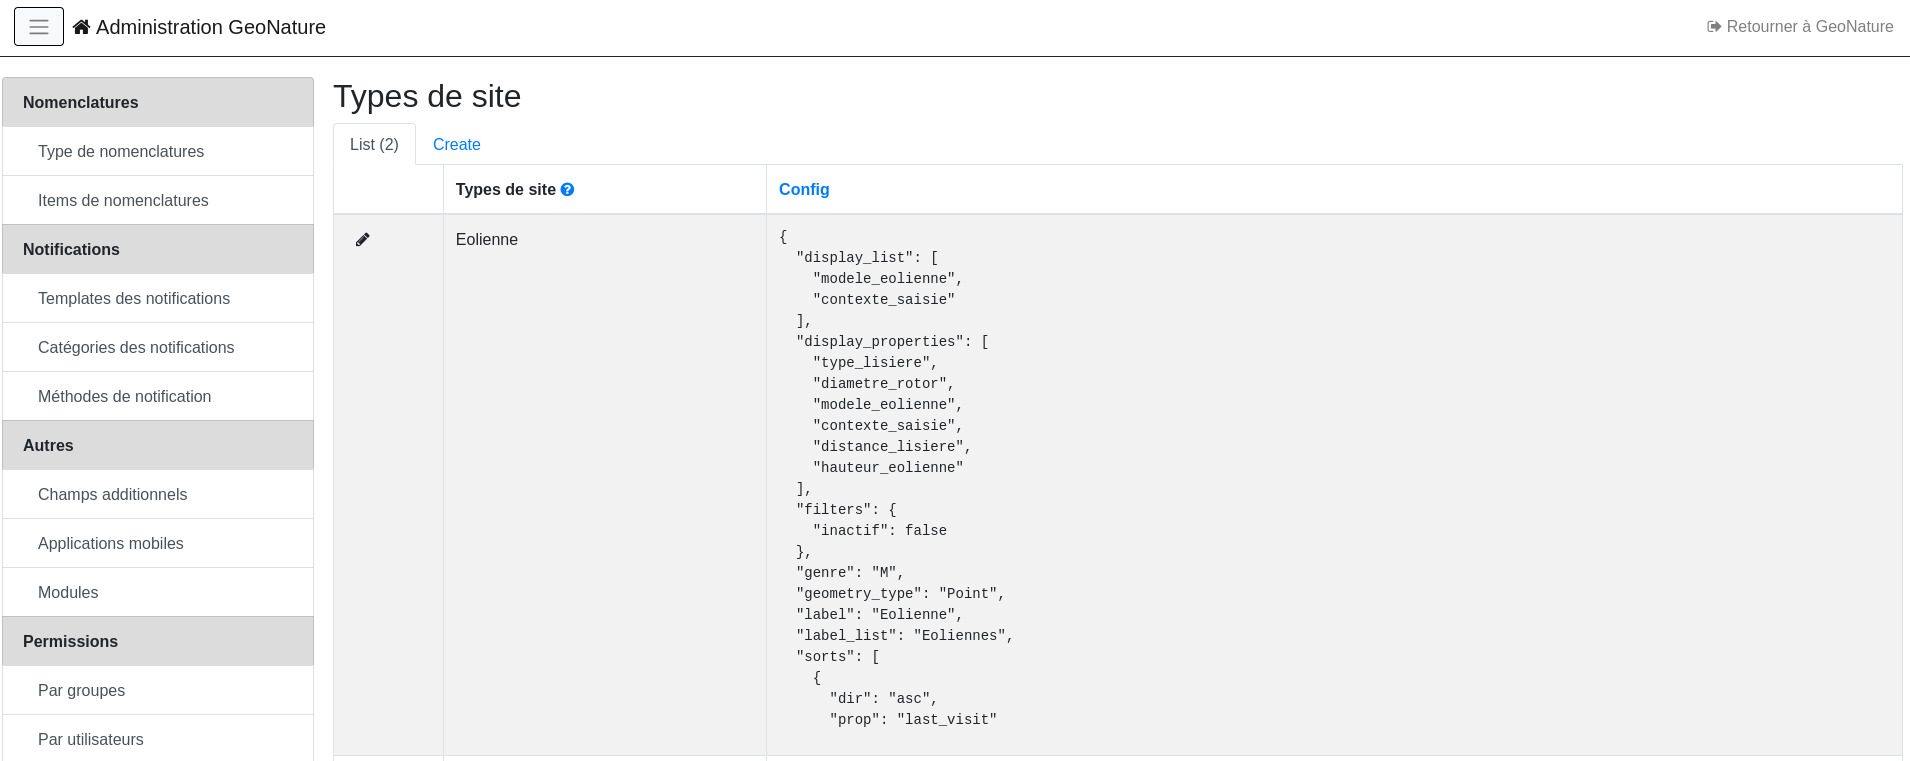 Administration GeoNature
Retourner à GeoNature
Nomenclatures
Type de nomenclatures
Items de nomenclatures
Notifications
Templates des notifications
Catégories des notifications
Méthodes de notification
Autres
Champs additionnels
Applications mobiles
Modules
Permissions
Par groupes
Par utilisateurs
Types de site
List (2) Create
Types de site Config
Eolienne
{
  "display_list": [
    "modele_eolienne",
    "contexte_saisie"
  ],
  "display_properties": [
    "type_lisiere",
    "diametre_rotor",
    "modele_eolienne",
    "contexte_saisie",
    "distance_lisiere",
    "hauteur_eolienne"
  ],
  "filters": {
    "inactif": false
  },
  "genre": "M",
  "geometry_type": "Point",
  "label": "Eolienne",
  "label_list": "Eoliennes",
  "sorts": [
    {
      "dir": "asc",
      "prop": "last_visit"